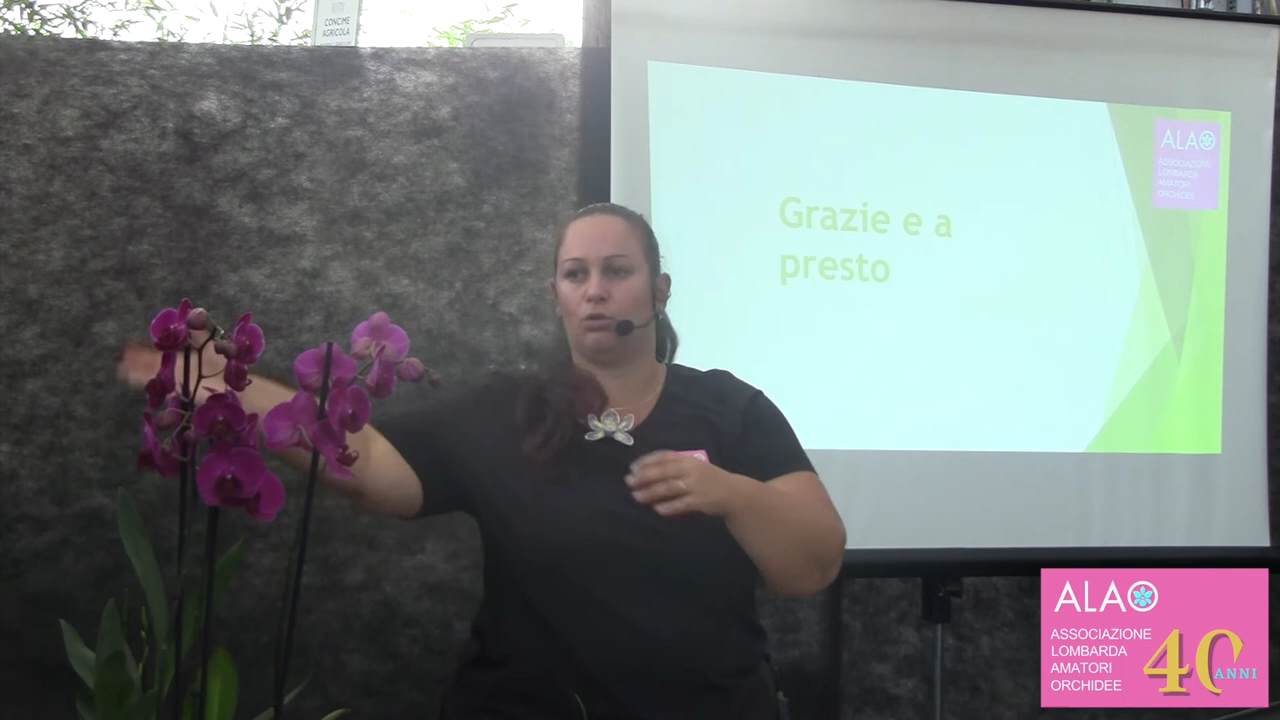 CONCIME
AGRICOLA
Grazie e a
presto
ALAO
ASSOCIAZIONE
LOMBARDA
AMATORI
ORCHIDEE
ALAO
ASSOCIAZIONE
LOMBARDA
AMATORI
ORCHIDEE
40
ANNI